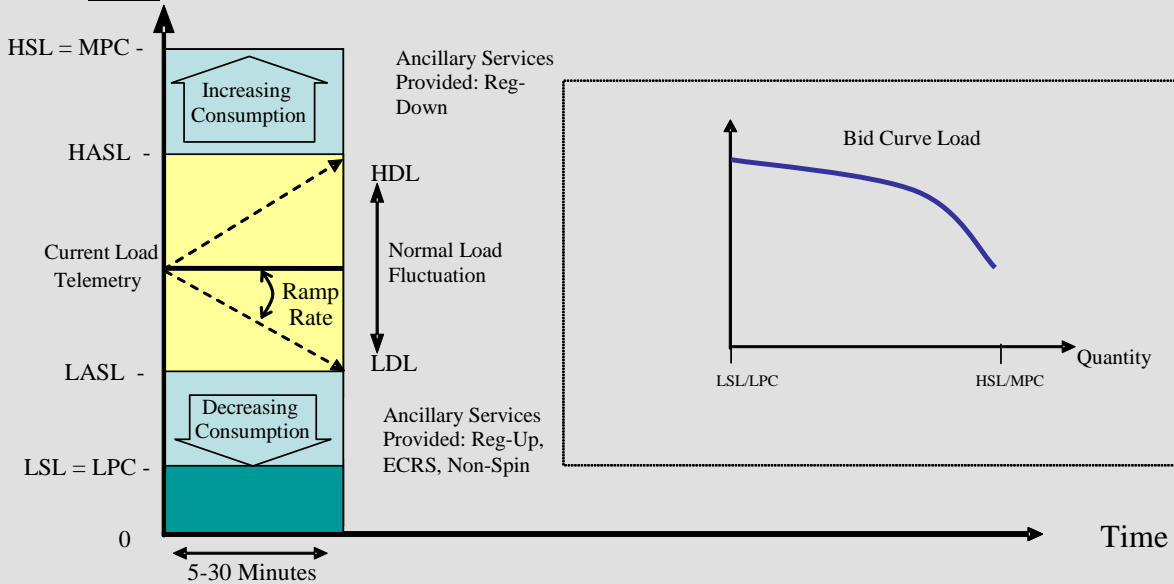 HSL = MPC -
Increasing
Consumption
Ancillary Services
Provided: Reg-
Down
HASL -
HDL
Current Load
Telemetry
Normal Load
Fluctuation
Ramp
Rate
LDL
LASL -
Decreasing
Consumption
Ancillary Services
Provided: Reg-Up,
ECRS, Non-Spin
LSL = LPC -
0
5-30 Minutes
Time
Bid Curve Load
Quantity
LSL/LPC
HSL/MPC